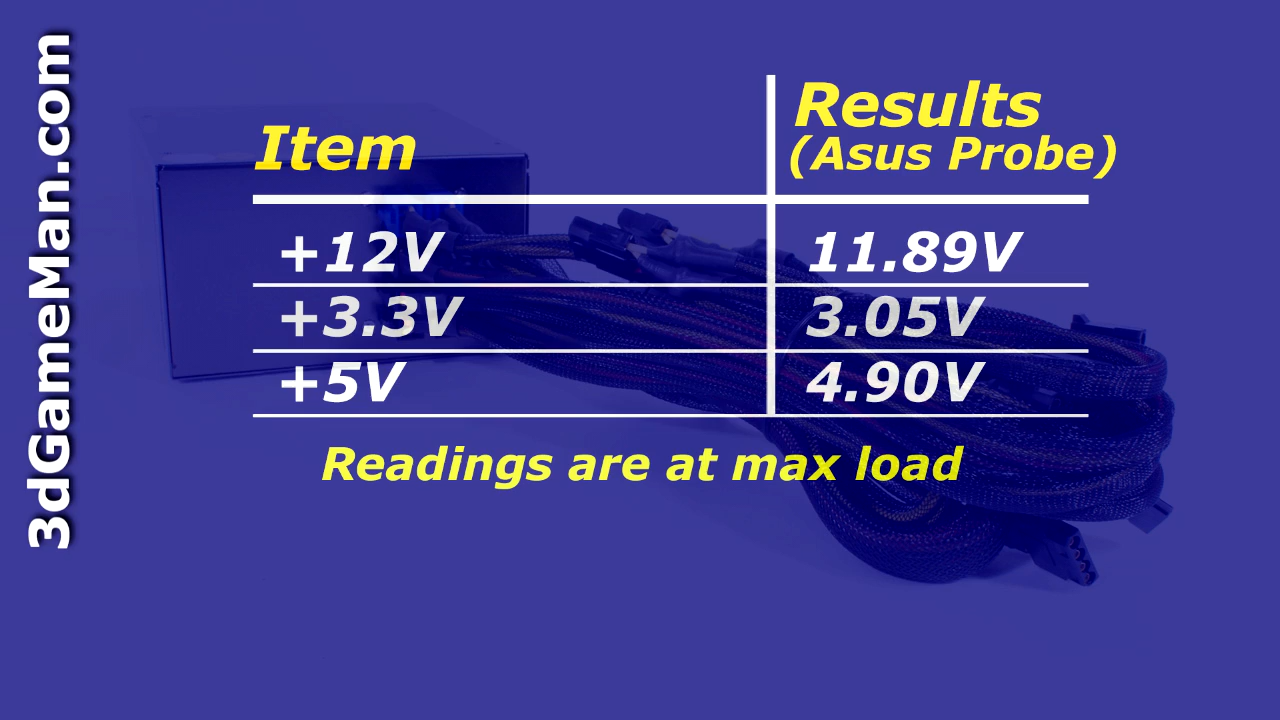 3dGameMan.com
Item
Results
(Asus Probe)
+12V 11.89V
+3.3V 3.05V
+5V 4.90V
Readings are at max load